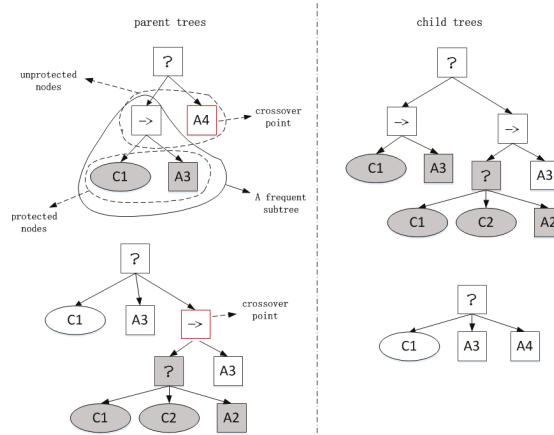 parent trees
child trees
?
unprotected
nodes
->
A4
crossover
point
C1
A3
A frequent
subtree
protected
nodes
?
->
->
C1
A3
?
A3
C1
C2
A2
?
C1
A3
->
crossover
point
?
A3
C1
C2
A2
?
C1
A3
A4